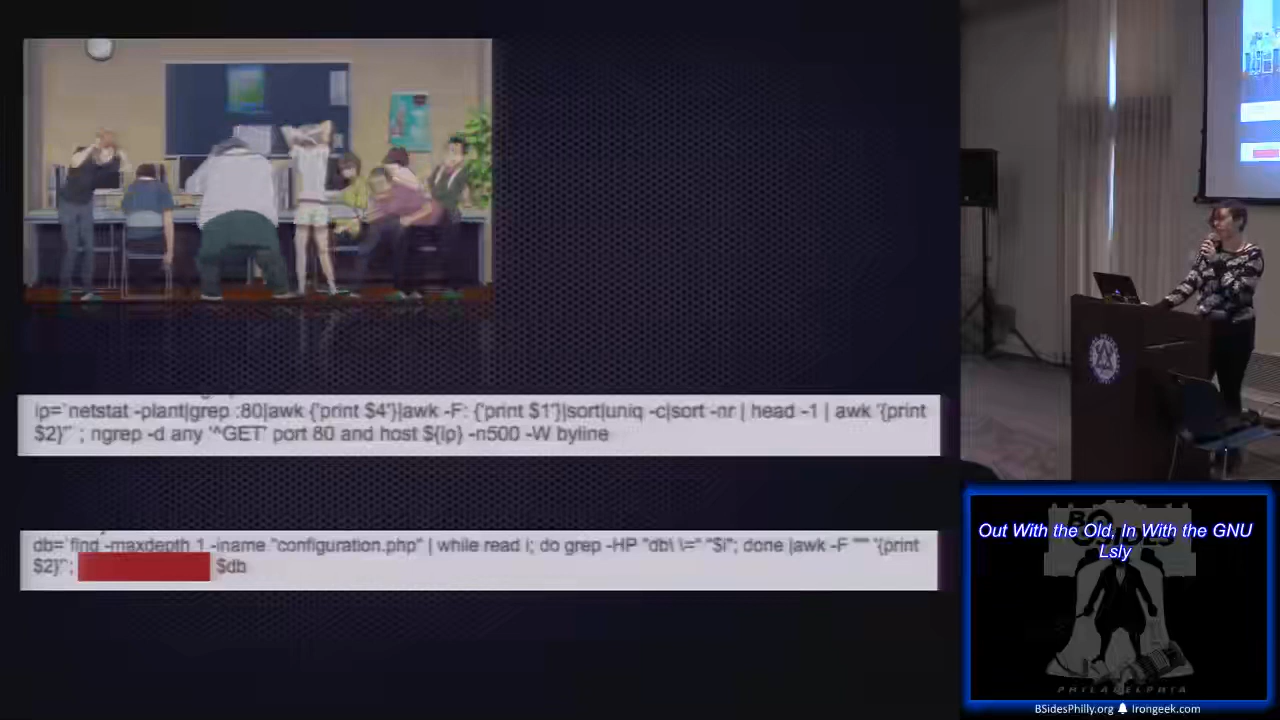 ip=`netstat -plant|grep :80|awk {'print $4'}|awk -F: {'print $1'}|sort|uniq -c|sort -nr | head -1 | awk '{print
$2}'` ; ngrep -d any '^GET' port 80 and host ${ip} -n500 -W byline
db=`find -maxdepth 1 -iname "configuration.php" | while read i; do grep -HP "db\ \=" "$i"; done |awk -F "'" '{print
$2}'`; $db
Out With the Old, In With the GNU
Lsly
PHILADELPHIA
BSidesPhilly.org Irongeek.com